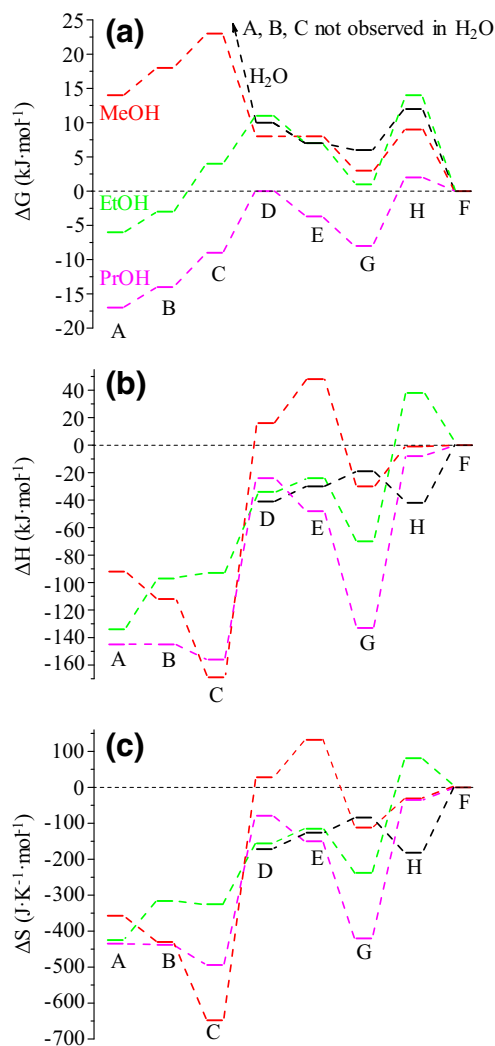 (a)
A, B, C not observed in H₂O
H₂O
MeOH
EtOH
PrOH
ΔG (kJ·mol⁻¹)
25
20
15
10
5
0
-5
-10
-15
-20
A
B
C
D
E
G
H
F
(b)
ΔH (kJ·mol⁻¹)
40
20
0
-20
-40
-60
-80
-100
-120
-140
-160
A
B
C
D
E
G
H
F
(c)
ΔS (J·K⁻¹·mol⁻¹)
100
0
-100
-200
-300
-400
-500
-600
-700
A
B
C
D
E
G
H
F